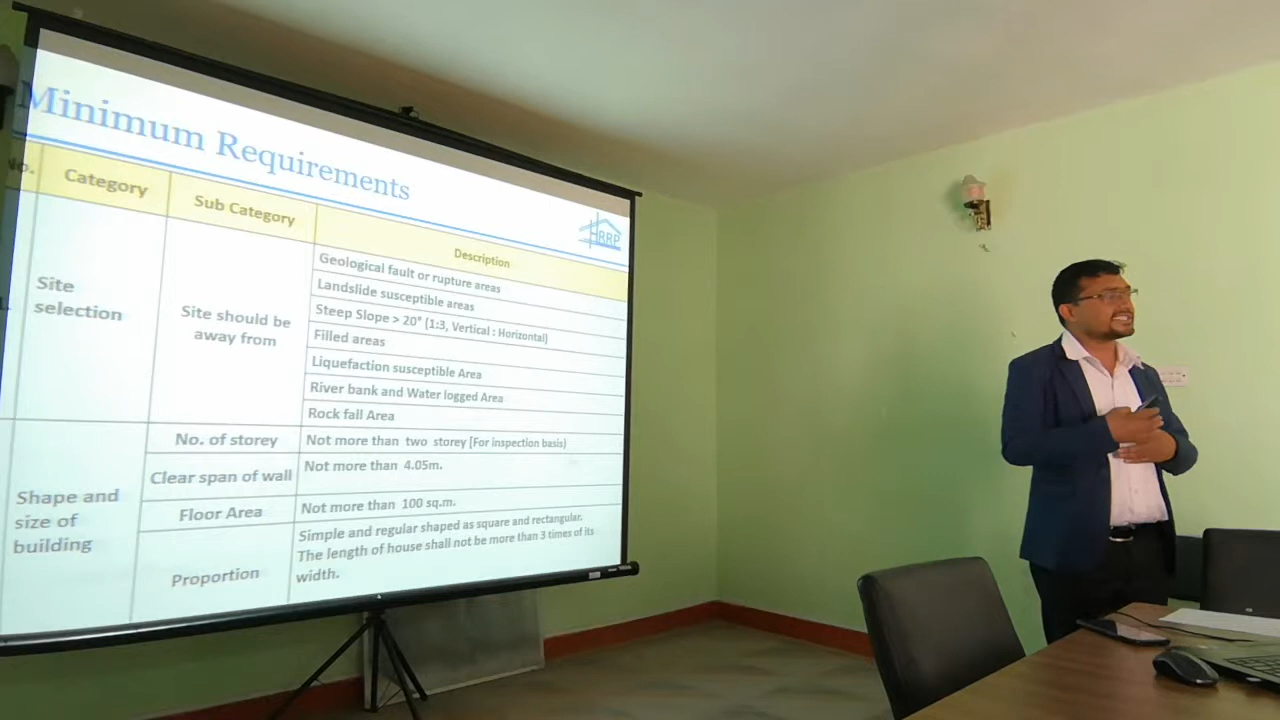 Minimum Requirements
HRRP
No. Category Sub Category Description
1. Site selection Site should be away from
Geological fault or rupture areas
Landslide susceptible areas
Steep Slope > 20° (1:3, Vertical : Horizontal)
Filled areas
Liquefaction susceptible Area
River bank and Water logged Area
Rock fall Area
Shape and size of building
No. of storey Not more than two storey [For inspection basis)
Clear span of wall Not more than 4.05m.
Floor Area Not more than 100 sq.m.
Proportion Simple and regular shaped as square and rectangular.
The length of house shall not be more than 3 times of its
width.